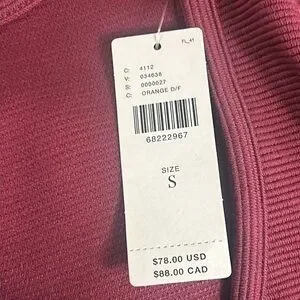 FL_41
C: 4112
V: 034638
R: 0000027
C: ORANGE D/F
68222967
SIZE
S
$78.00 USD
$88.00 CAD